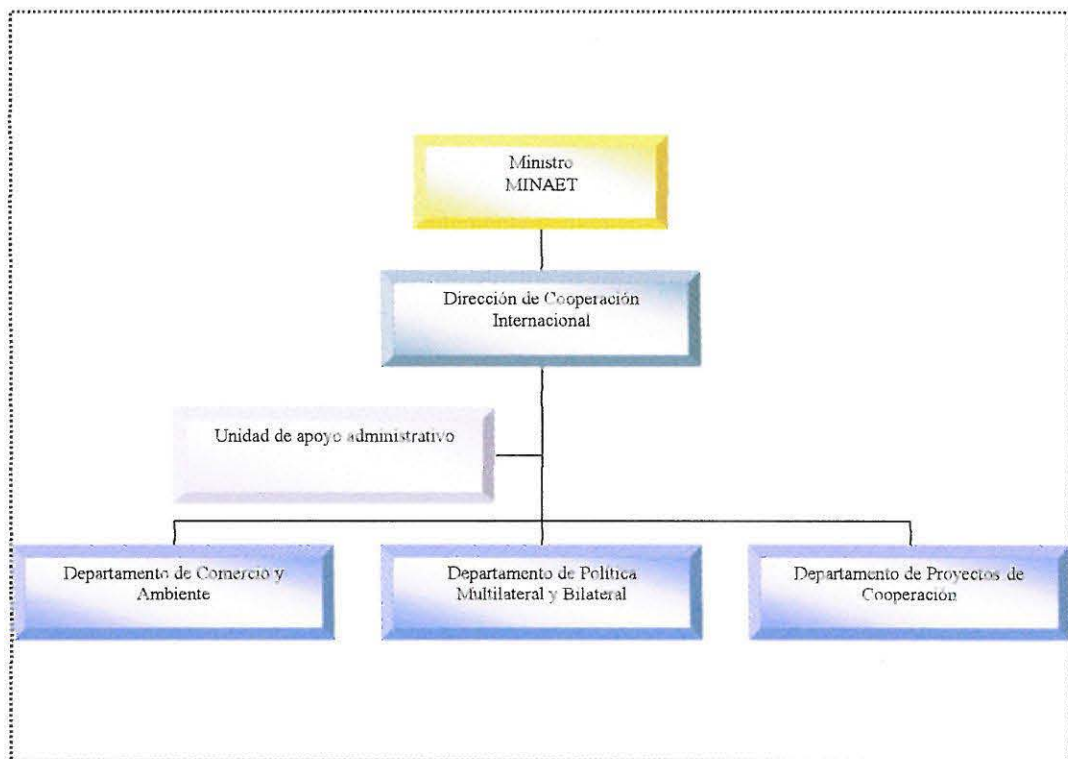 Ministro
MINAET
Dirección de Cooperación
Internacional
Unidad de apoyo administrativo
Departamento de Comercio y
Ambiente
Departamento de Política
Multilateral y Bilateral
Departamento de Proyectos de
Cooperación